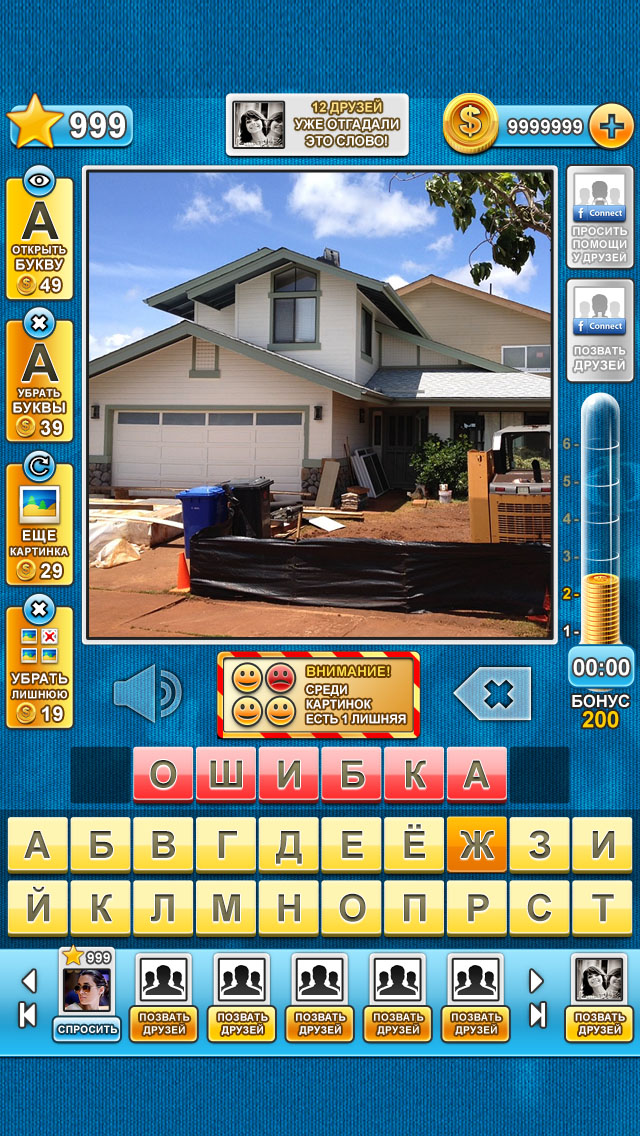 999
12 ДРУЗЕЙ
УЖЕ ОТГАДАЛИ
ЭТО СЛОВО!
$
9999999
+
А
ОТКРЫТЬ
БУКВУ
49
А
УБРАТЬ
БУКВЫ
39
ЕЩЕ
КАРТИНКА
29
УБРАТЬ
ЛИШНЮЮ
19
f Connect
ПРОСИТЬ
ПОМОЩИ
У ДРУЗЕЙ
f Connect
ПОЗВАТЬ
ДРУЗЕЙ
6
5
4
3
2
1
00:00
БОНУС
200
ВНИМАНИЕ!
СРЕДИ
КАРТИНОК
ЕСТЬ 1 ЛИШНЯЯ
О Ш И Б К А
А Б В Г Д Е Ё Ж З И
Й К Л М Н О П Р С Т
999
СПРОСИТЬ
ПОЗВАТЬ
ДРУЗЕЙ
ПОЗВАТЬ
ДРУЗЕЙ
ПОЗВАТЬ
ДРУЗЕЙ
ПОЗВАТЬ
ДРУЗЕЙ
ПОЗВАТЬ
ДРУЗЕЙ
ПОЗВАТЬ
ДРУЗЕЙ